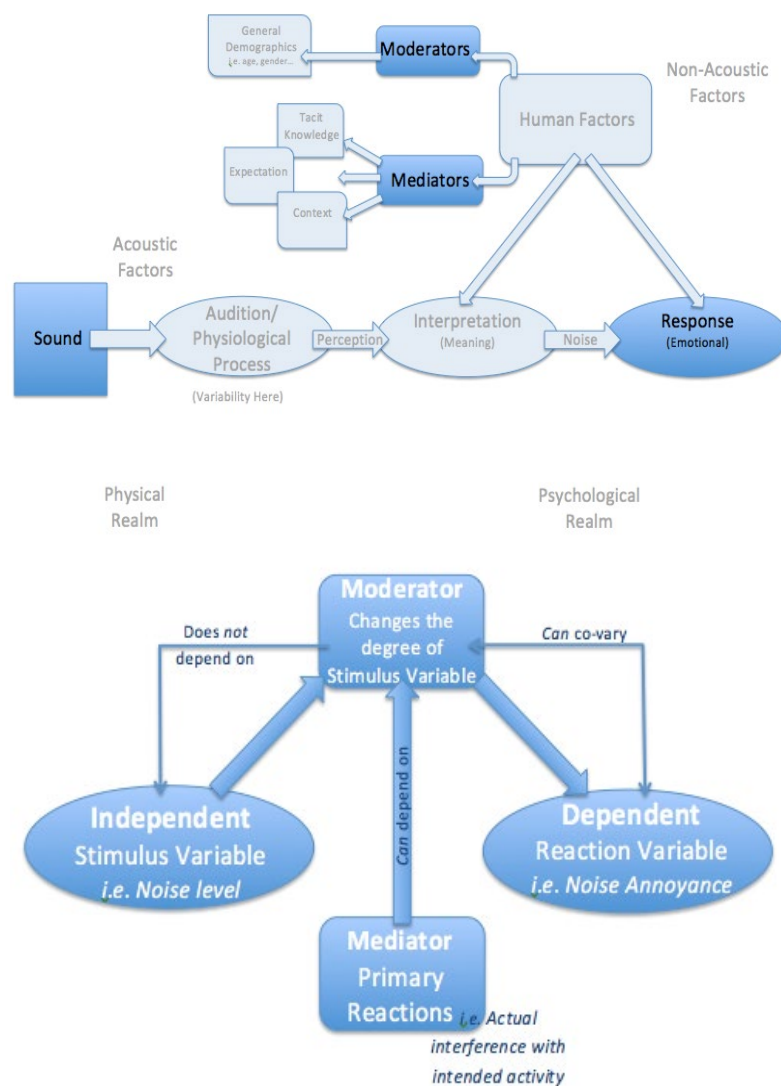 General
Demographics
i.e. age, gender...
Moderators
Non-Acoustic
Factors
Human Factors
Tacit
Knowledge
Expectation
Mediators
Context
Acoustic
Factors
Sound
Audition/
Physiological
Process
(Variability Here)
Perception
Interpretation
(Meaning)
Noise
Response
(Emotional)
Physical
Realm
Psychological
Realm
Moderator
Changes the
degree of
Stimulus Variable
Does not
depend on
Can co-vary
Can depend on
Independent
Stimulus Variable
i.e. Noise level
Dependent
Reaction Variable
i.e. Noise Annoyance
Mediator
Primary
Reactions
i.e. Actual
interference with
intended activity